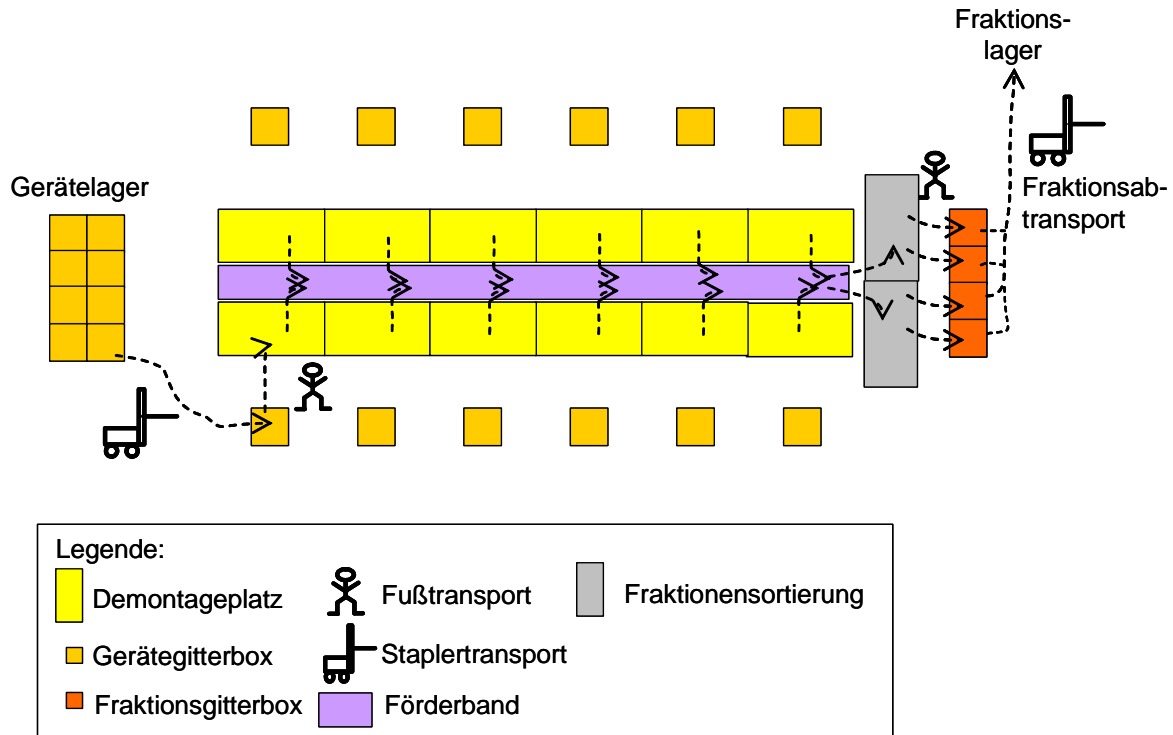 Fraktions-
lager
Gerätelager
Fraktionsab-
transport
Legende:
Demontageplatz
Fußtransport
Fraktionensortierung
Gerätegitterbox
Staplertransport
Fraktionsgitterbox
Förderband